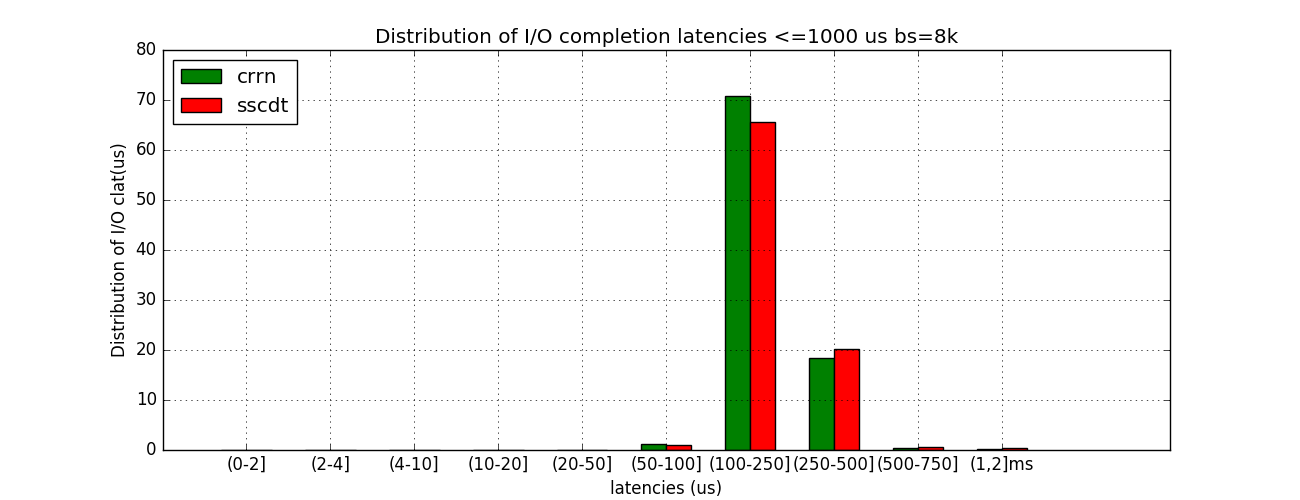 Distribution of I/O completion latencies <=1000 us bs=8k
crrn
sscdt
Distribution of I/O clat(us)
80
70
60
50
40
30
20
10
0
(0-2] (2-4] (4-10] (10-20] (20-50] (50-100] (100-250] (250-500] (500-750] (1,2]ms
latencies (us)